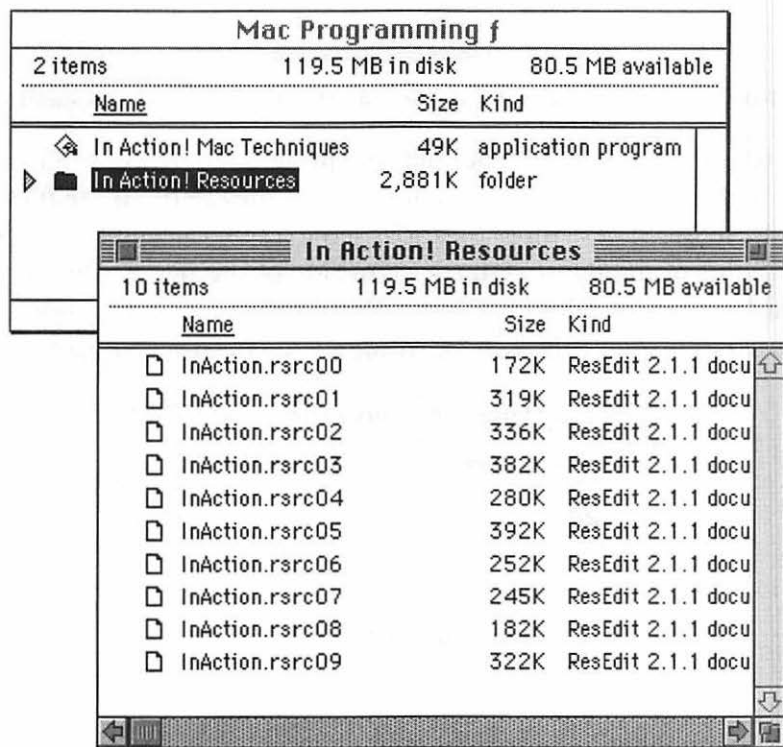 Mac Programming ƒ
2 items 119.5 MB in disk 80.5 MB available
Name Size Kind
In Action! Mac Techniques 49K application program
In Action! Resources 2,881K folder
In Action! Resources
10 items 119.5 MB in disk 80.5 MB available
Name Size Kind
InAction.rsrc00 172K ResEdit 2.1.1 docu
InAction.rsrc01 319K ResEdit 2.1.1 docu
InAction.rsrc02 336K ResEdit 2.1.1 docu
InAction.rsrc03 382K ResEdit 2.1.1 docu
InAction.rsrc04 280K ResEdit 2.1.1 docu
InAction.rsrc05 392K ResEdit 2.1.1 docu
InAction.rsrc06 252K ResEdit 2.1.1 docu
InAction.rsrc07 245K ResEdit 2.1.1 docu
InAction.rsrc08 182K ResEdit 2.1.1 docu
InAction.rsrc09 322K ResEdit 2.1.1 docu